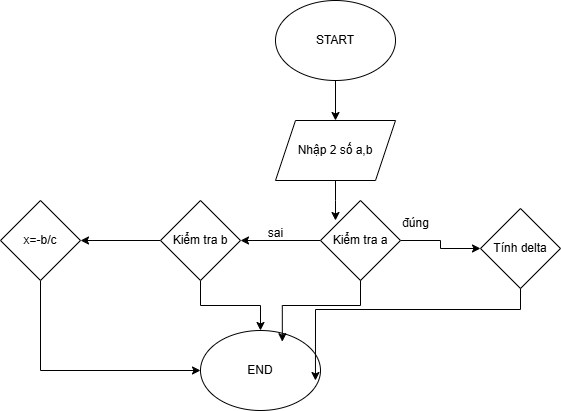 START
Nhập 2 số a,b
đúng
sai
x=-b/c
Kiểm tra b
Kiểm tra a
Tính delta
END